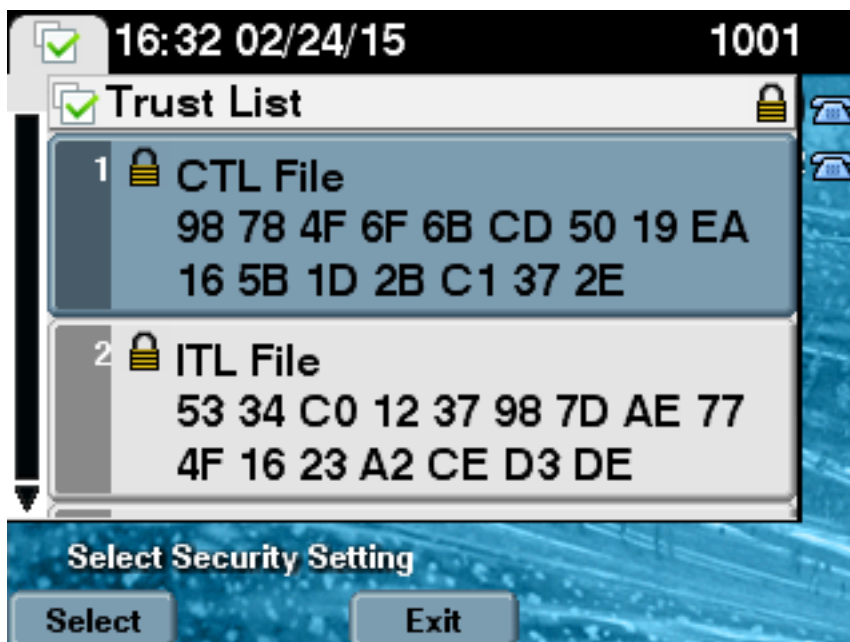 16:32 02/24/15 1001
Trust List
1 CTL File
98 78 4F 6F 6B CD 50 19 EA
16 5B 1D 2B C1 37 2E
2 ITL File
53 34 C0 12 37 98 7D AE 77
4F 16 23 A2 CE D3 DE
Select Security Setting
Select Exit